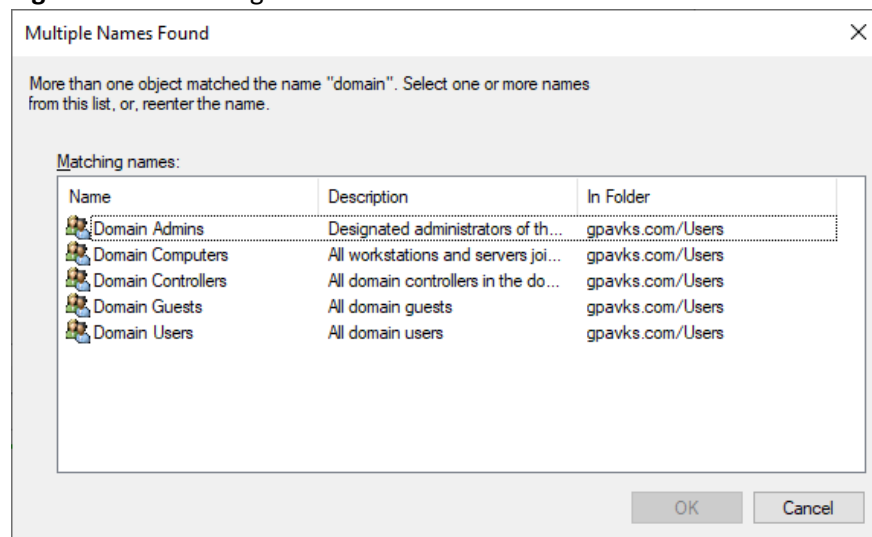 Multiple Names Found
More than one object matched the name "domain". Select one or more names
from this list, or, reenter the name.
Matching names:
Name Description In Folder
Domain Admins Designated administrators of th... gpavks.com/Users
Domain Computers All workstations and servers joi... gpavks.com/Users
Domain Controllers All domain controllers in the do... gpavks.com/Users
Domain Guests All domain guests gpavks.com/Users
Domain Users All domain users gpavks.com/Users
OK Cancel